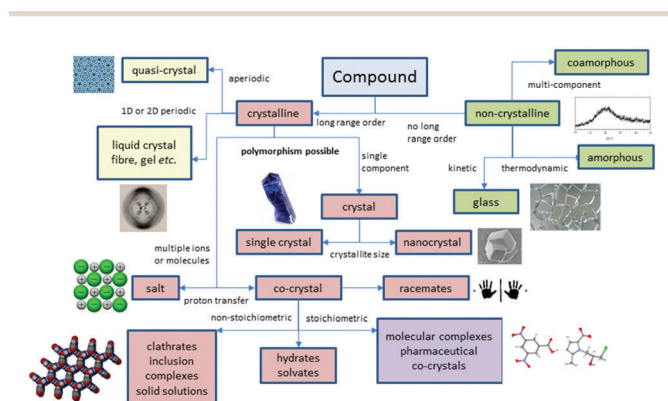 Compound
quasi-crystal
aperiodic
coamorphous
multi-component
1D or 2D periodic
crystalline
long range order
no long
range order
non-crystalline
liquid crystal
fibre, gel etc.
polymorphism possible
single
component
kinetic
thermodynamic
amorphous
glass
crystal
single crystal
nanocrystal
crystallite size
multiple ions
or molecules
salt
proton transfer
co-crystal
racemates
non-stoichiometric
stoichiometric
clathrates
inclusion
complexes
solid solutions
hydrates
solvates
molecular complexes
pharmaceutical
co-crystals